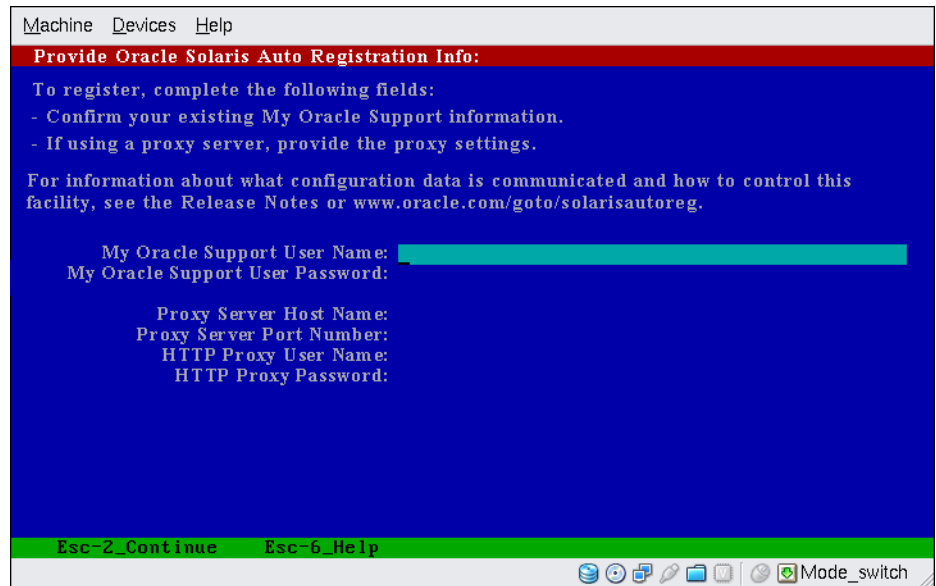 Machine Devices Help
Provide Oracle Solaris Auto Registration Info:
To register, complete the following fields:
- Confirm your existing My Oracle Support information.
- If using a proxy server, provide the proxy settings.
For information about what configuration data is communicated and how to control this
facility, see the Release Notes or www.oracle.com/goto/solarisautoreg.
My Oracle Support User Name:
My Oracle Support User Password:
Proxy Server Host Name:
Proxy Server Port Number:
HTTP Proxy User Name:
HTTP Proxy Password:
Esc-2_Continue Esc-6_Help
Mode_switch